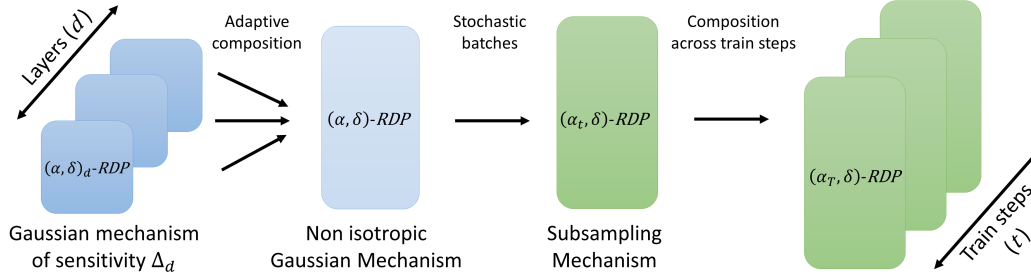 Layers (d)
(α, δ)_d-RDP
Gaussian mechanism
of sensitivity Δ_d
Adaptive
composition
(α, δ)-RDP
Non isotropic
Gaussian Mechanism
Stochastic
batches
(α_t, δ)-RDP
Subsampling
Mechanism
Composition
across train steps
(α_T, δ)-RDP
Train steps
(t)